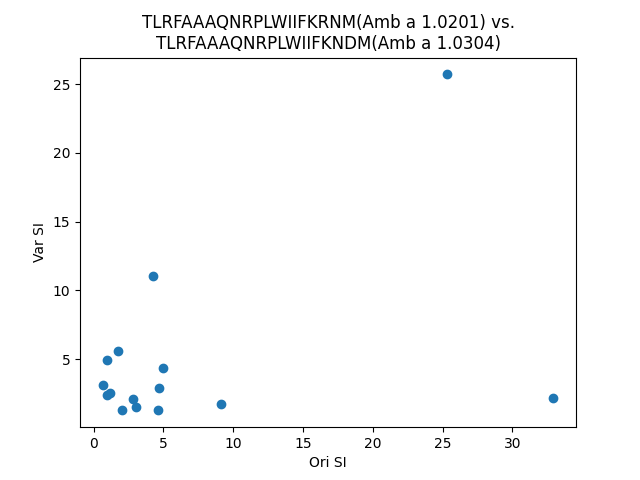 TLRFAAAQNRPLWIIFKRNM(Amb a 1.0201) vs.
TLRFAAAQNRPLWIIFKNDM(Amb a 1.0304)
25
20
15
10
5
Var SI
0 5 10 15 20 25 30
Ori SI